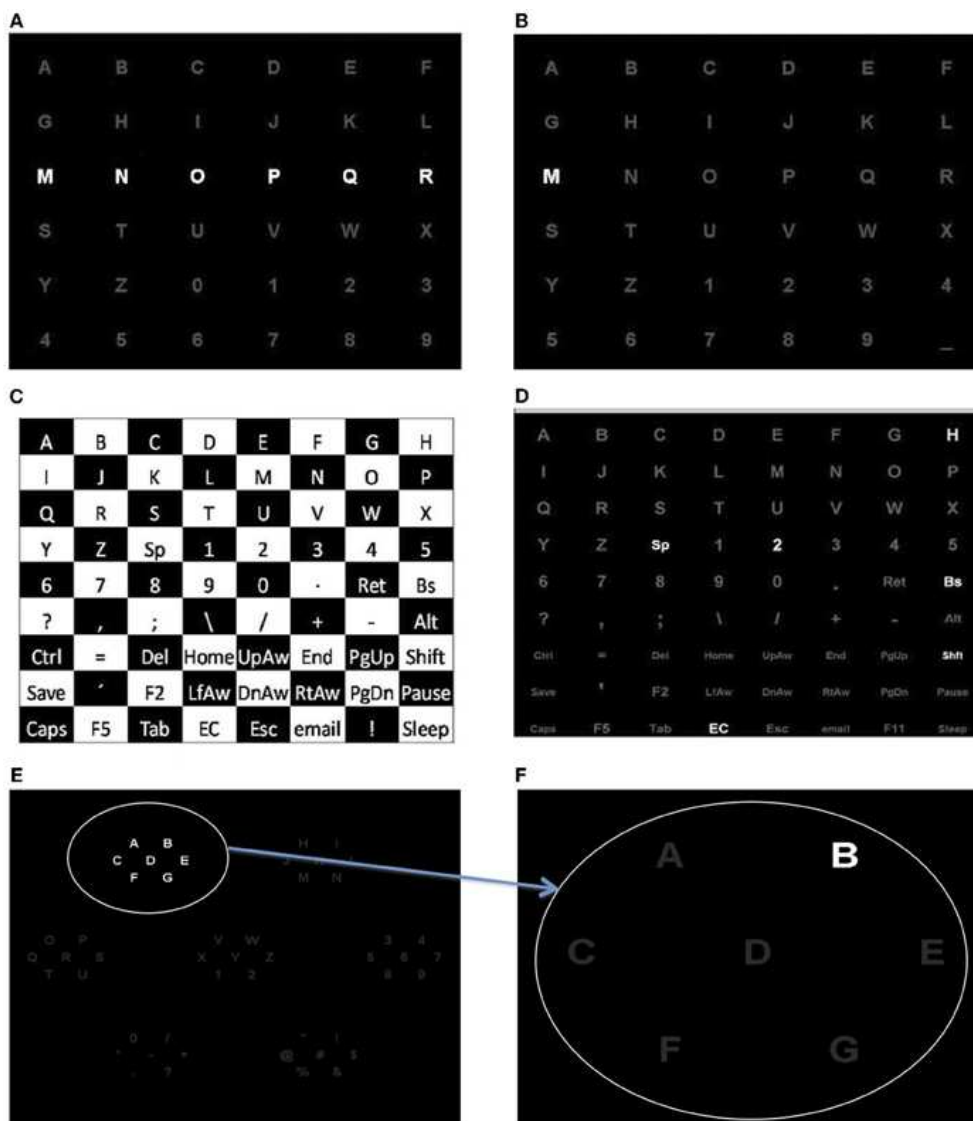 A
A B C D E F
G H I J K L
M N O P Q R
S T U V W X
Y Z 0 1 2 3
4 5 6 7 8 9
B
A B C D E F
G H I J K L
M N O P Q R
S T U V W X
Y Z 1 2 3 4
5 6 7 8 9 _
C
A B C D E F G H
I J K L M N O P
Q R S T U V W X
Y Z Sp 1 2 3 4 5
6 7 8 9 0 . Ret Bs
? , ; \ / + - Alt
Ctrl = Del Home UpAw End PgUp Shift
Save ´ F2 LfAw DnAw RtAw PgDn Pause
Caps F5 Tab EC Esc email ! Sleep
D
A B C D E F G H
I J K L M N O P
Q R S T U V W X
Y Z Sp 1 2 3 4 5
6 7 8 9 0 . Ret Bs
? , ; \ / + - Alt
Ctrl = Del Home UpAw End PgUp Shft
Save ' F2 LfAw DnAw RtAw PgDn Pause
Caps F5 Tab EC Esc email F11 Sleep
E
A B
C D E
F G
H I
J
M N
O P
Q R S
T U
V W
X Y Z
1 2
3 4
5 6 7
8 9
0 /
-
?
!
@ # $
% &
F
A B
C D E
F G